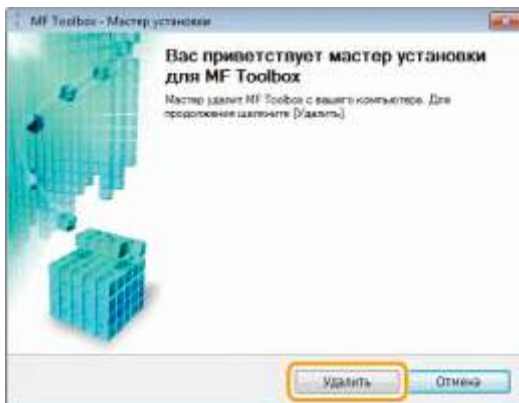 MF Toolbox - Мастер установки
Вас приветствует мастер установки
для MF Toolbox
Мастер удалит MF Toolbox с вашего компьютера. Для
продолжения щелкните [Удалить].
Удалить
Отмена